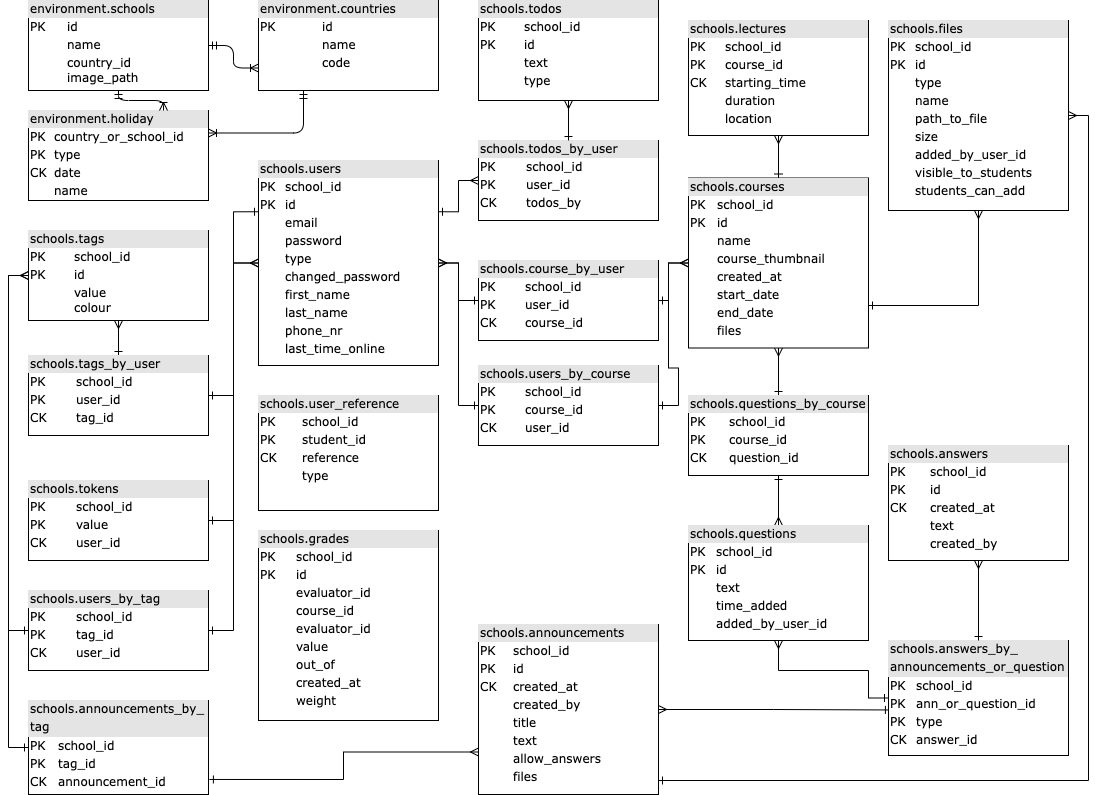 environment.schools
PK id
name
country_id
image_path
environment.countries
PK id
name
code
schools.todos
PK school_id
PK id
text
type
schools.lectures
PK school_id
PK course_id
CK starting_time
duration
location
schools.files
PK school_id
PK id
type
name
path_to_file
size
added_by_user_id
visible_to_students
students_can_add
environment.holiday
PK country_or_school_id
PK type
CK date
name
schools.users
PK school_id
PK id
email
password
type
changed_password
first_name
last_name
phone_nr
last_time_online
schools.todos_by_user
PK school_id
PK user_id
CK todos_by
schools.courses
PK school_id
PK id
name
course_thumbnail
created_at
start_date
end_date
files
schools.tags
PK school_id
PK id
value
colour
schools.course_by_user
PK school_id
PK user_id
CK course_id
schools.tags_by_user
PK school_id
PK user_id
CK tag_id
schools.users_by_course
PK school_id
PK course_id
CK user_id
schools.user_reference
PK school_id
PK student_id
CK reference
type
schools.questions_by_course
PK school_id
PK course_id
CK question_id
schools.answers
PK school_id
PK id
CK created_at
text
created_by
schools.tokens
PK school_id
PK value
CK user_id
schools.grades
PK school_id
PK id
evaluator_id
course_id
evaluator_id
value
out_of
created_at
weight
schools.questions
PK school_id
PK id
text
time_added
added_by_user_id
schools.users_by_tag
PK school_id
PK tag_id
CK user_id
schools.announcements
PK school_id
PK id
CK created_at
created_by
title
text
allow_answers
files
schools.answers_by_
announcements_or_question
PK school_id
PK ann_or_question_id
PK type
CK answer_id
schools.announcements_by_
tag
PK school_id
PK tag_id
CK announcement_id